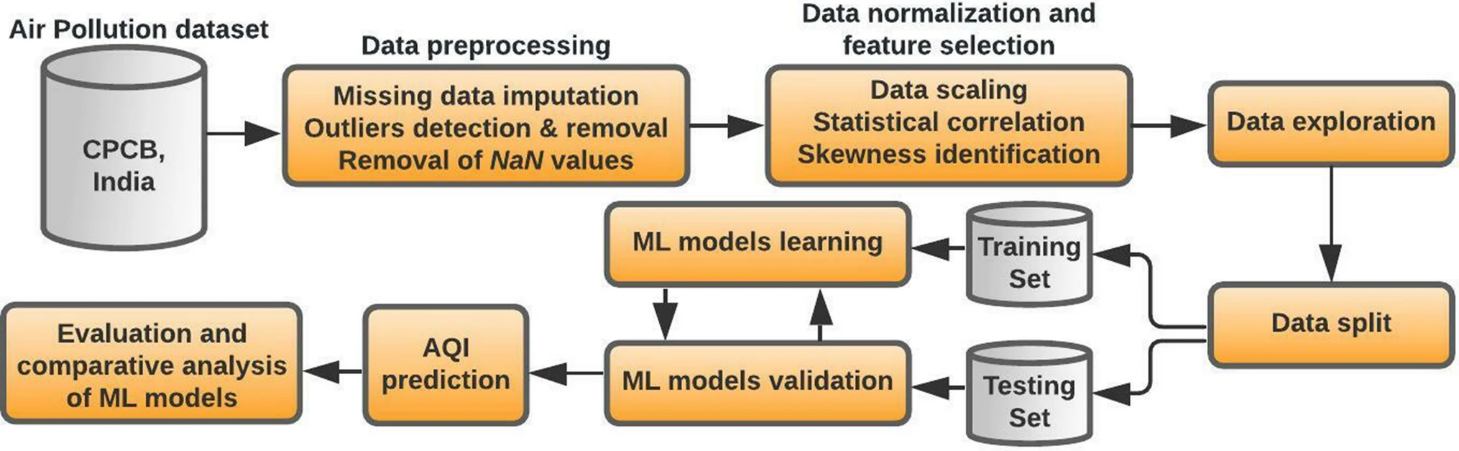 Air Pollution dataset
CPCB,
India
Data preprocessing
Missing data imputation
Outliers detection & removal
Removal of NaN values
Data normalization and
feature selection
Data scaling
Statistical correlation
Skewness identification
Data exploration
Data split
Training
Set
Testing
Set
ML models learning
ML models validation
AQI
prediction
Evaluation and
comparative analysis
of ML models